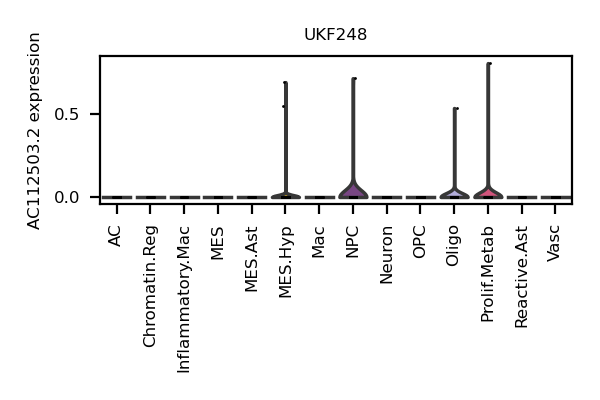 UKF248
AC112503.2 expression
0.5
0.0
AC
Chromatin.Reg
Inflammatory.Mac
MES
MES.Ast
MES.Hyp
Mac
NPC
Neuron
OPC
Oligo
Prolif.Metab
Reactive.Ast
Vasc